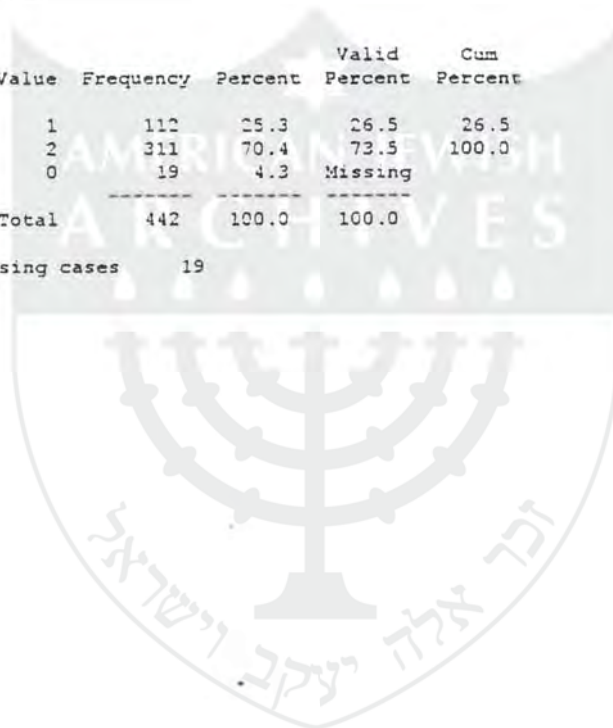 Valid Cum
Value Frequency Percent Percent Percent
1 112 25.3 26.5 26.5
2 311 70.4 73.5 100.0
0 19 4.3 Missing
------- ------- -------
Total 442 100.0 100.0
sing cases 19
AMERICAN JEWISH
ARCHIVES
זכר אלה יעקב וישראל